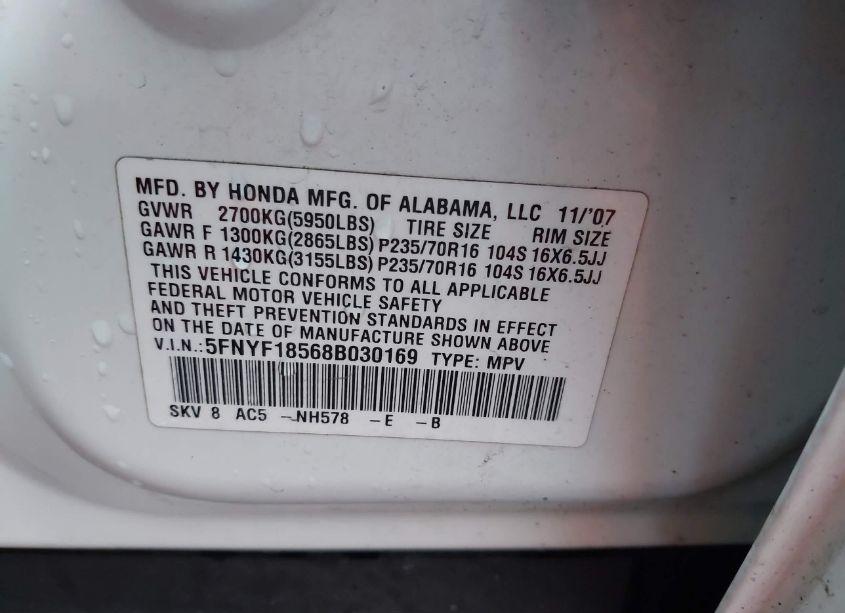 MFD. BY HONDA MFG. OF ALABAMA, LLC 11/'07
GVWR 2700KG(5950LBS) TIRE SIZE RIM SIZE
GAWR F 1300KG(2865LBS) P235/70R16 104S 16X6.5JJ
GAWR R 1430KG(3155LBS) P235/70R16 104S 16X6.5JJ
THIS VEHICLE CONFORMS TO ALL APPLICABLE
FEDERAL MOTOR VEHICLE SAFETY
AND THEFT PREVENTION STANDARDS IN EFFECT
ON THE DATE OF MANUFACTURE SHOWN ABOVE
V.I.N.:5FNYF18568B030169 TYPE: MPV
SKV 8 AC5 -NH578 -E -B